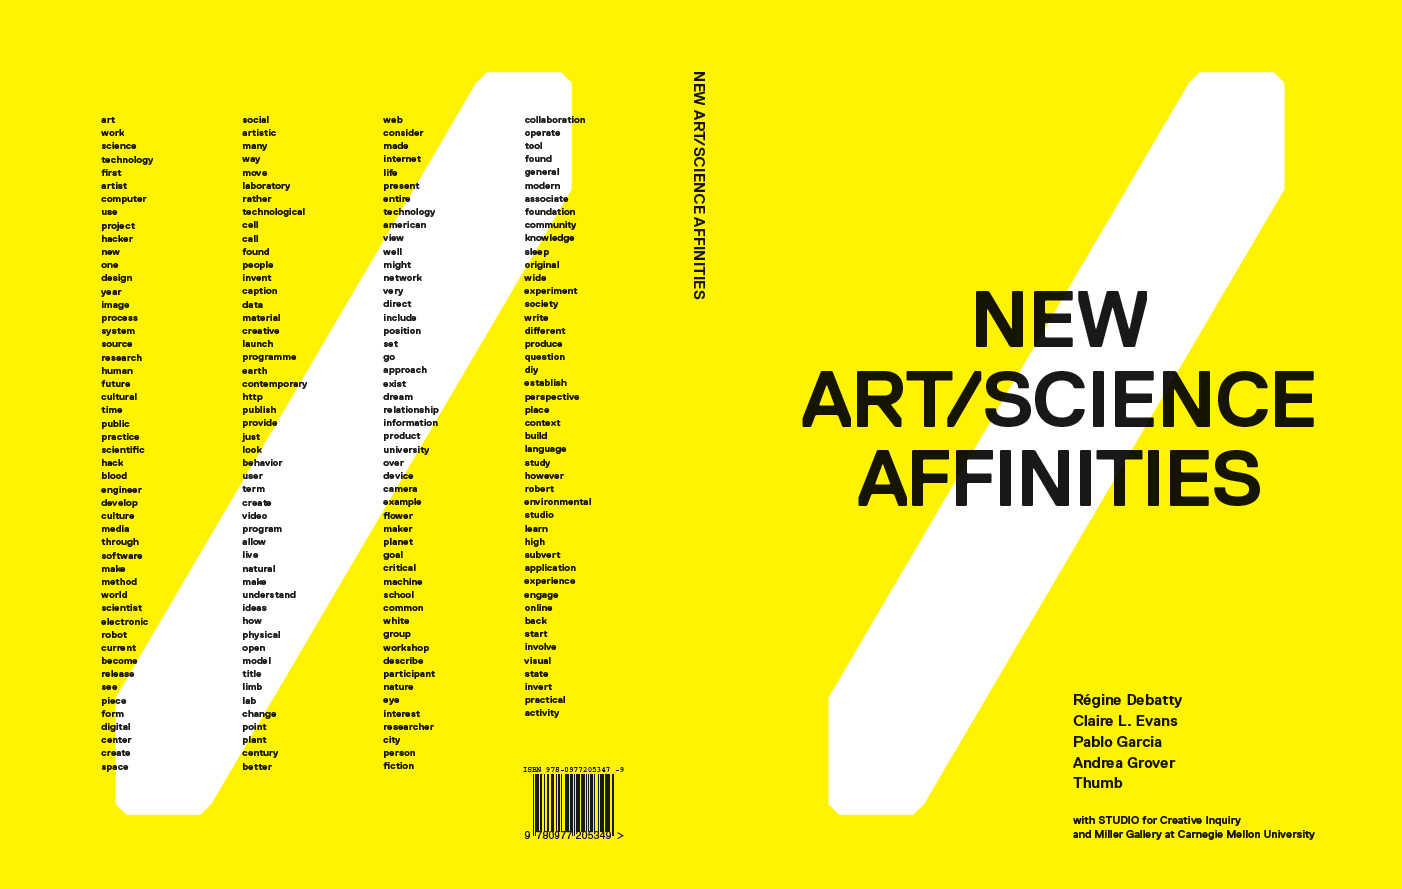 art
work
science
technology
first
artist
computer
use
project
hacker
new
one
design
year
image
process
system
source
research
human
future
cultural
time
public
practice
scientific
hack
blood
engineer
develop
culture
media
through
software
make
method
world
scientist
electronic
robot
current
become
release
see
piece
form
digital
center
create
space
social
artistic
many
way
move
laboratory
rather
technological
cell
call
found
people
invent
caption
data
material
creative
launch
programme
earth
contemporary
http
publish
provide
just
look
behavior
user
term
create
video
program
allow
live
natural
make
understand
ideas
how
physical
open
model
title
limb
lab
change
point
plant
century
better
web
consider
made
internet
life
present
entire
technology
american
view
well
might
network
very
direct
include
position
set
go
approach
exist
dream
relationship
information
product
university
over
device
camera
example
flower
maker
planet
goal
critical
machine
school
common
white
group
workshop
describe
participant
nature
eye
interest
researcher
city
person
fiction
collaboration
operate
tool
found
general
modern
associate
foundation
community
knowledge
sleep
original
wide
experiment
society
write
different
produce
question
diy
establish
perspective
place
context
build
language
study
however
robert
environmental
studio
learn
high
subvert
application
experience
engage
online
back
start
involve
visual
state
invert
practical
activity
ISBN 978-0977205347 -9
9 780977 205349 >
NEW ART/SCIENCE AFFINITIES
NEW
ART/SCIENCE
AFFINITIES
Régine Debatty
Claire L. Evans
Pablo Garcia
Andrea Grover
Thumb
with STUDIO for Creative Inquiry
and Miller Gallery at Carnegie Mellon University